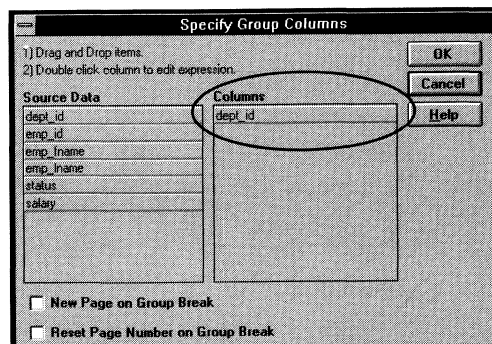 Specify Group Columns
1) Drag and Drop items.
2) Double click column to edit expression.
OK
Cancel
Help
Source Data
dept_id
emp_id
emp_fname
emp_lname
status
salary
Columns
dept_id
New Page on Group Break
Reset Page Number on Group Break